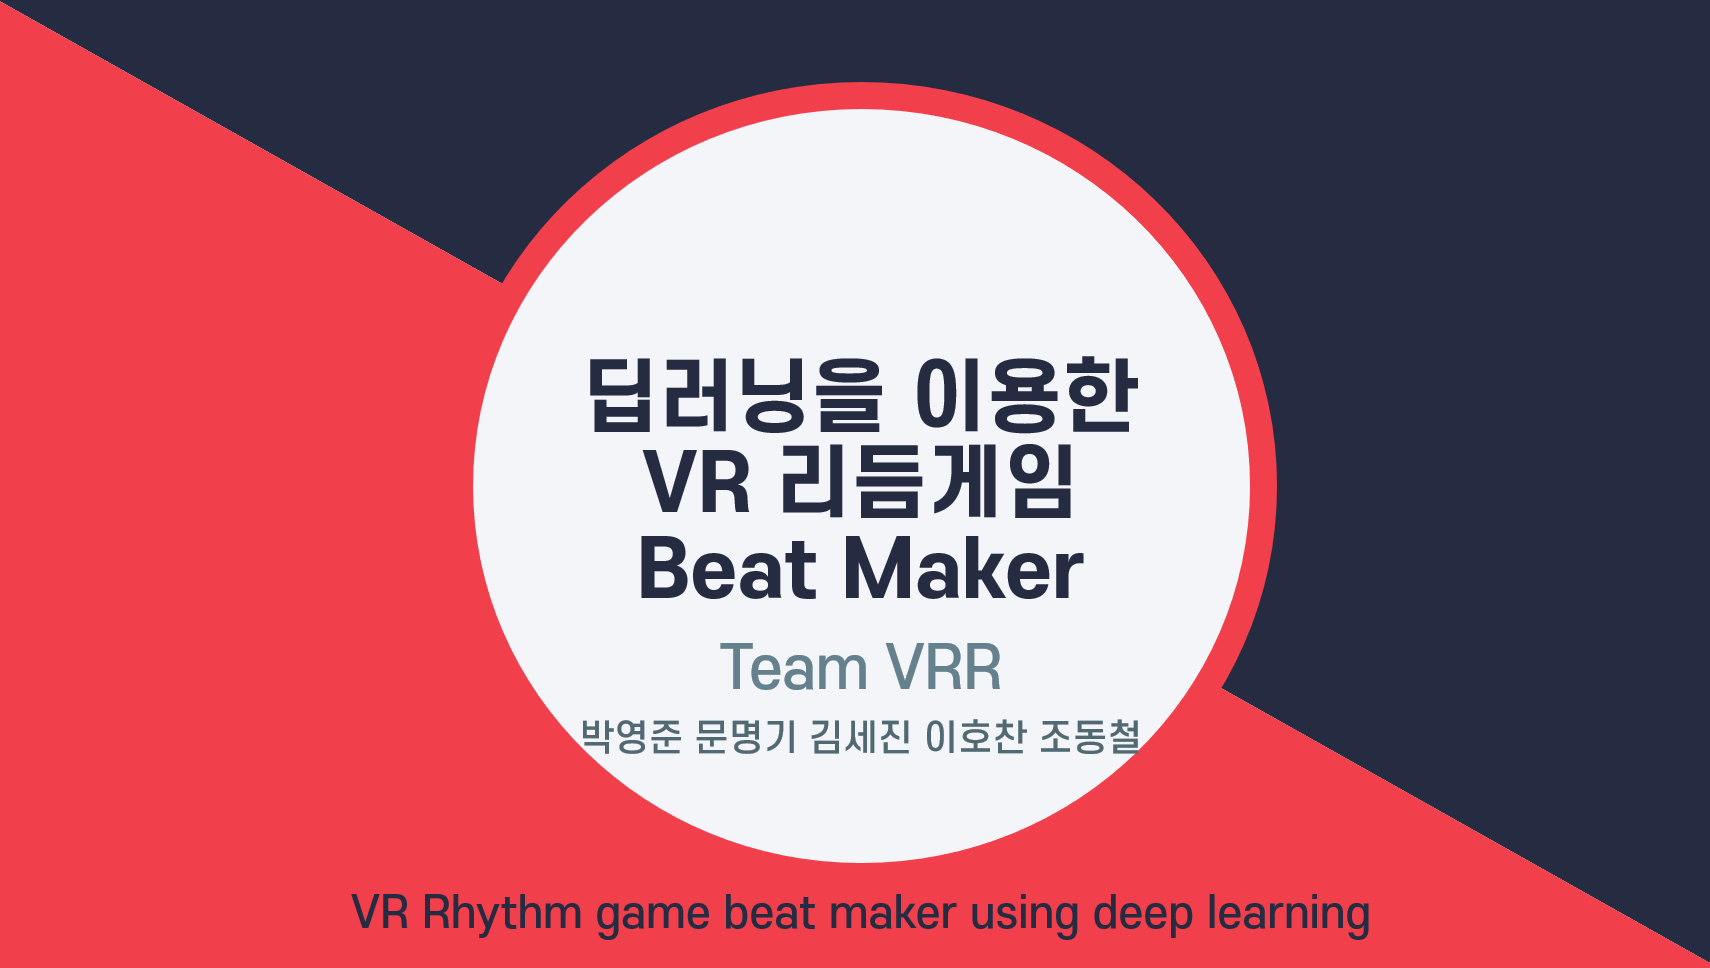 딥러닝을 이용한
VR 리듬게임
Beat Maker
Team VRR
박영준 문명기 김세진 이호찬 조동철
VR Rhythm game beat maker using deep learning